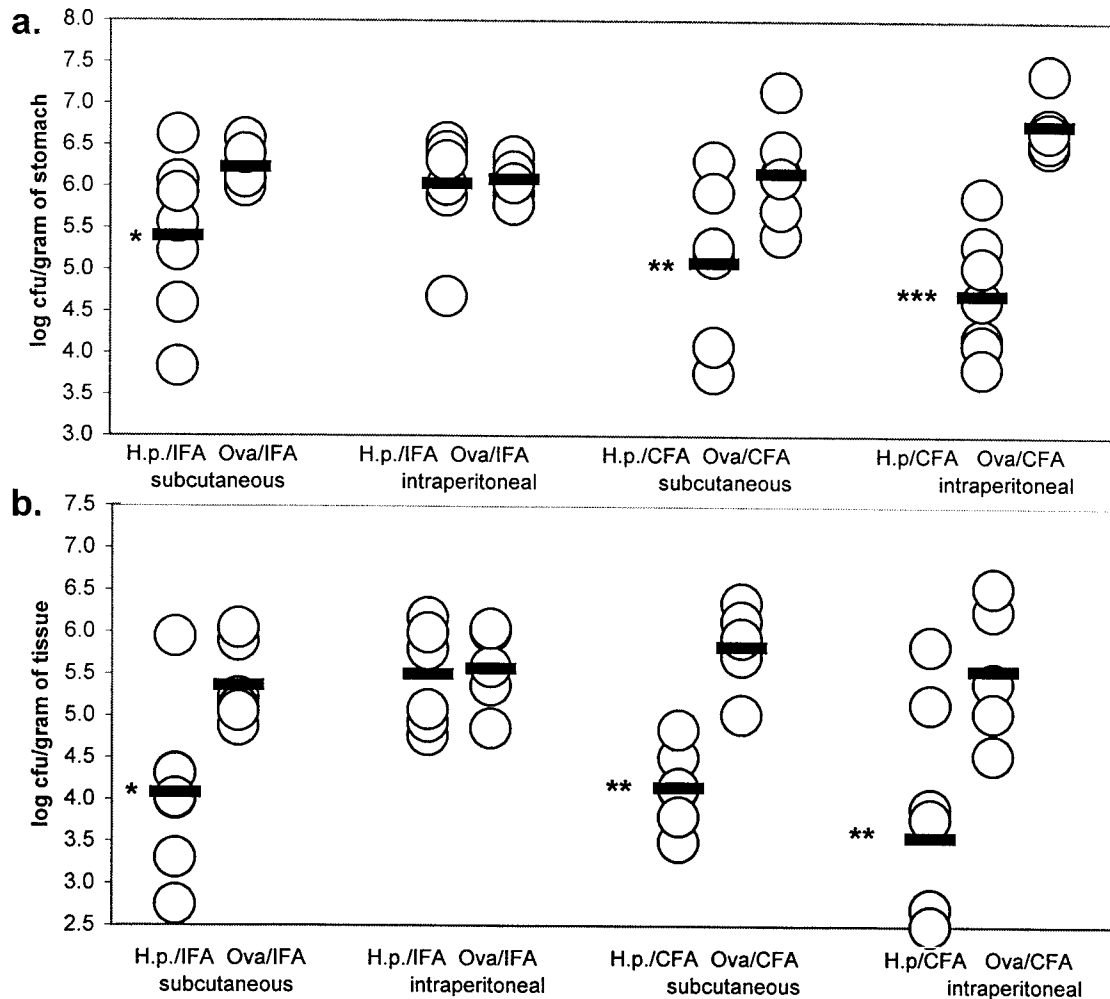 a.
log cfu/gram of stomach
8.0
7.5
7.0
6.5
6.0
5.5
5.0
4.5
4.0
3.5
3.0
*
**
***
H.p./IFA Ova/IFA
subcutaneous
H.p./IFA Ova/IFA
intraperitoneal
H.p./CFA Ova/CFA
subcutaneous
H.p/CFA Ova/CFA
intraperitoneal
b.
log cfu/gram of tissue
7.5
7.0
6.5
6.0
5.5
5.0
4.5
4.0
3.5
3.0
2.5
*
**
**
H.p./IFA Ova/IFA
subcutaneous
H.p./IFA Ova/IFA
intraperitoneal
H.p./CFA Ova/CFA
subcutaneous
H.p/CFA Ova/CFA
intraperitoneal